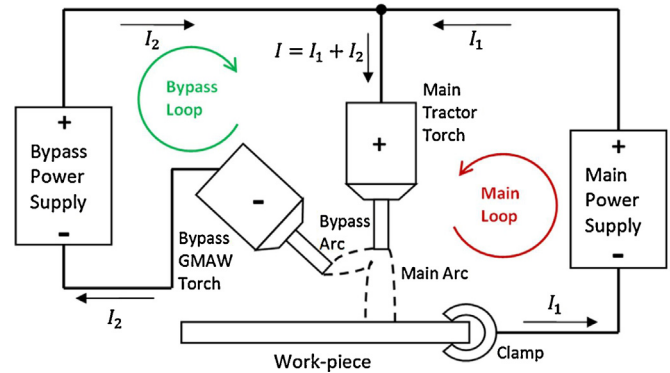 I₂
I = I₁ + I₂
I₁
Bypass
Loop
Main
Tractor
Torch
+
Bypass
Power
Supply
-
+
-
Bypass
GMAW
Torch
Bypass
Arc
Main Arc
Main
Loop
+
Main
Power
Supply
-
I₂
I₁
Clamp
Work-piece